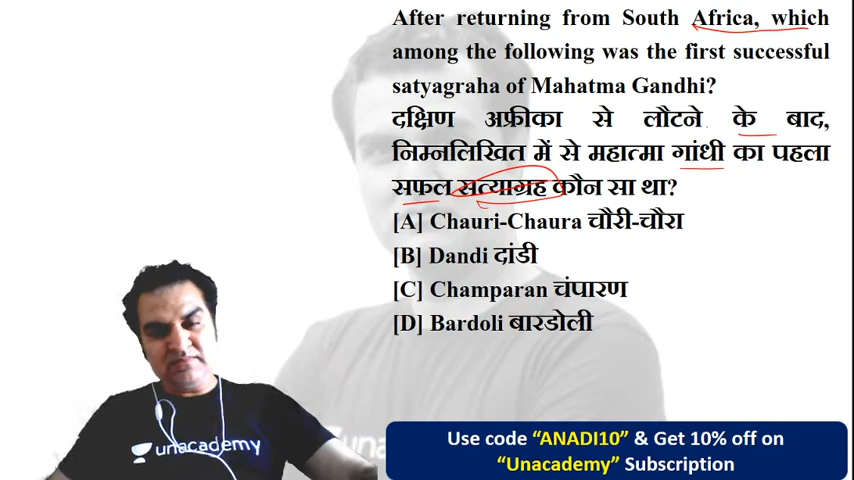 After returning from South Africa, which
among the following was the first successful
satyagraha of Mahatma Gandhi?
दक्षिण अफ्रीका से लौटने के बाद,
निम्नलिखित में से महात्मा गांधी का पहला
सफल सत्याग्रह कौन सा था?
[A] Chauri-Chaura चौरी-चौरा
[B] Dandi दांडी
[C] Champaran चंपारण
[D] Bardoli बारडोली
unacademy
Use code “ANADI10” & Get 10% off on
“Unacademy” Subscription